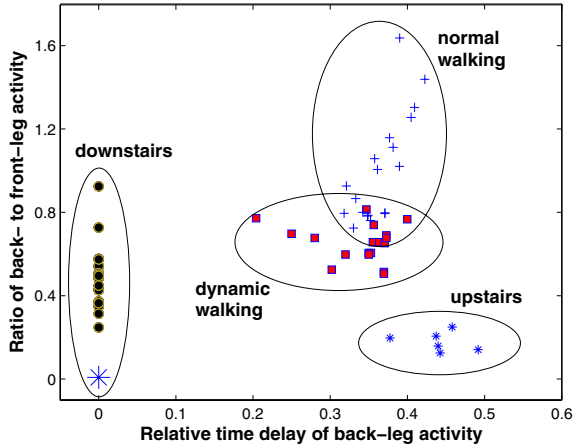 1.6
1.2
0.8
0.4
0
Ratio of back– to front–leg activity
normal
walking
downstairs
dynamic
walking
upstairs
0 0.1 0.2 0.3 0.4 0.5 0.6
Relative time delay of back–leg activity